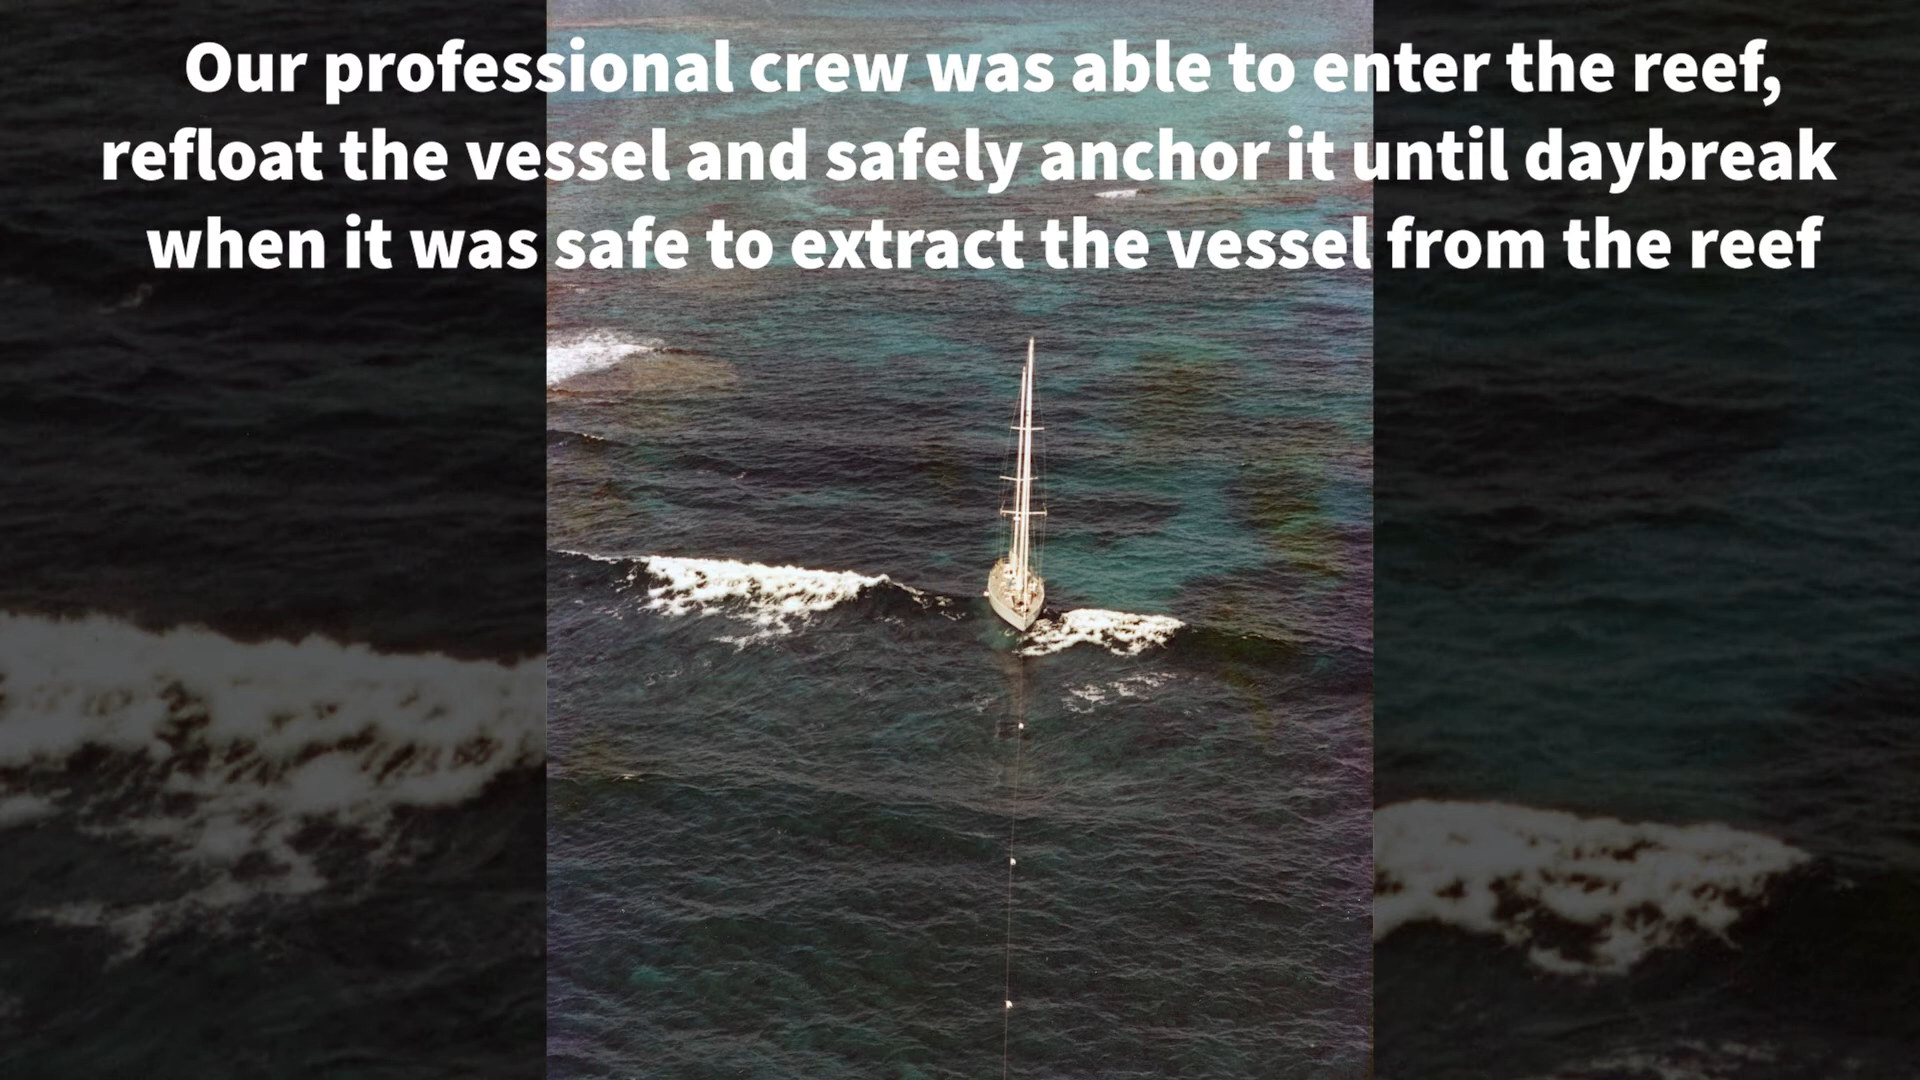 Our professional crew was able to enter the reef,
refloat the vessel and safely anchor it until daybreak
when it was safe to extract the vessel from the reef